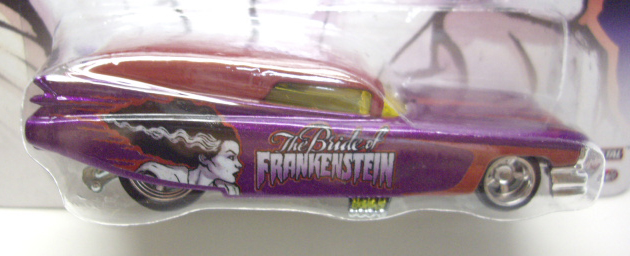 The Bride of
FRANKENSTEIN